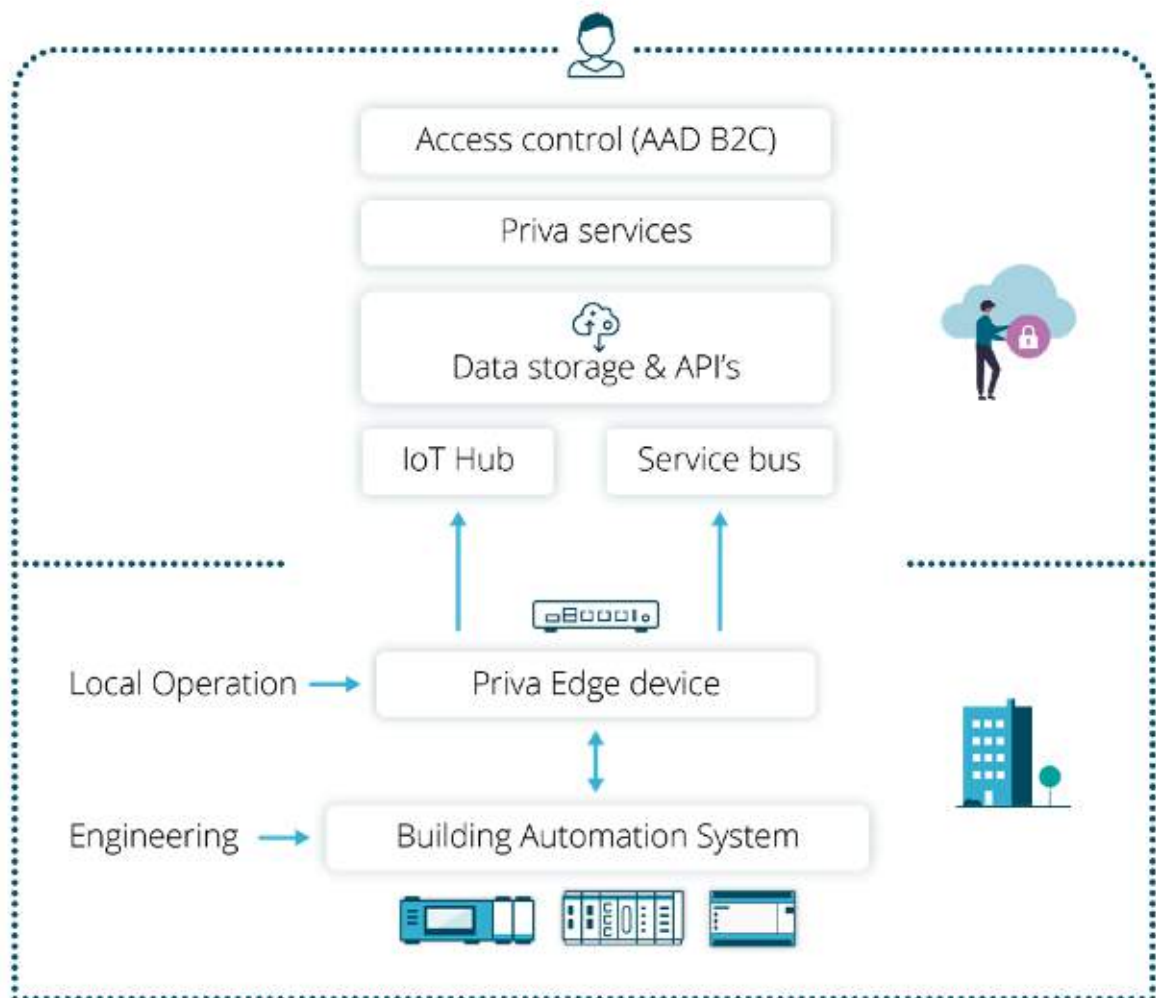 Access control (AAD B2C)
Priva services
Data storage & API's
IoT Hub
Service bus
Local Operation
Priva Edge device
Engineering
Building Automation System